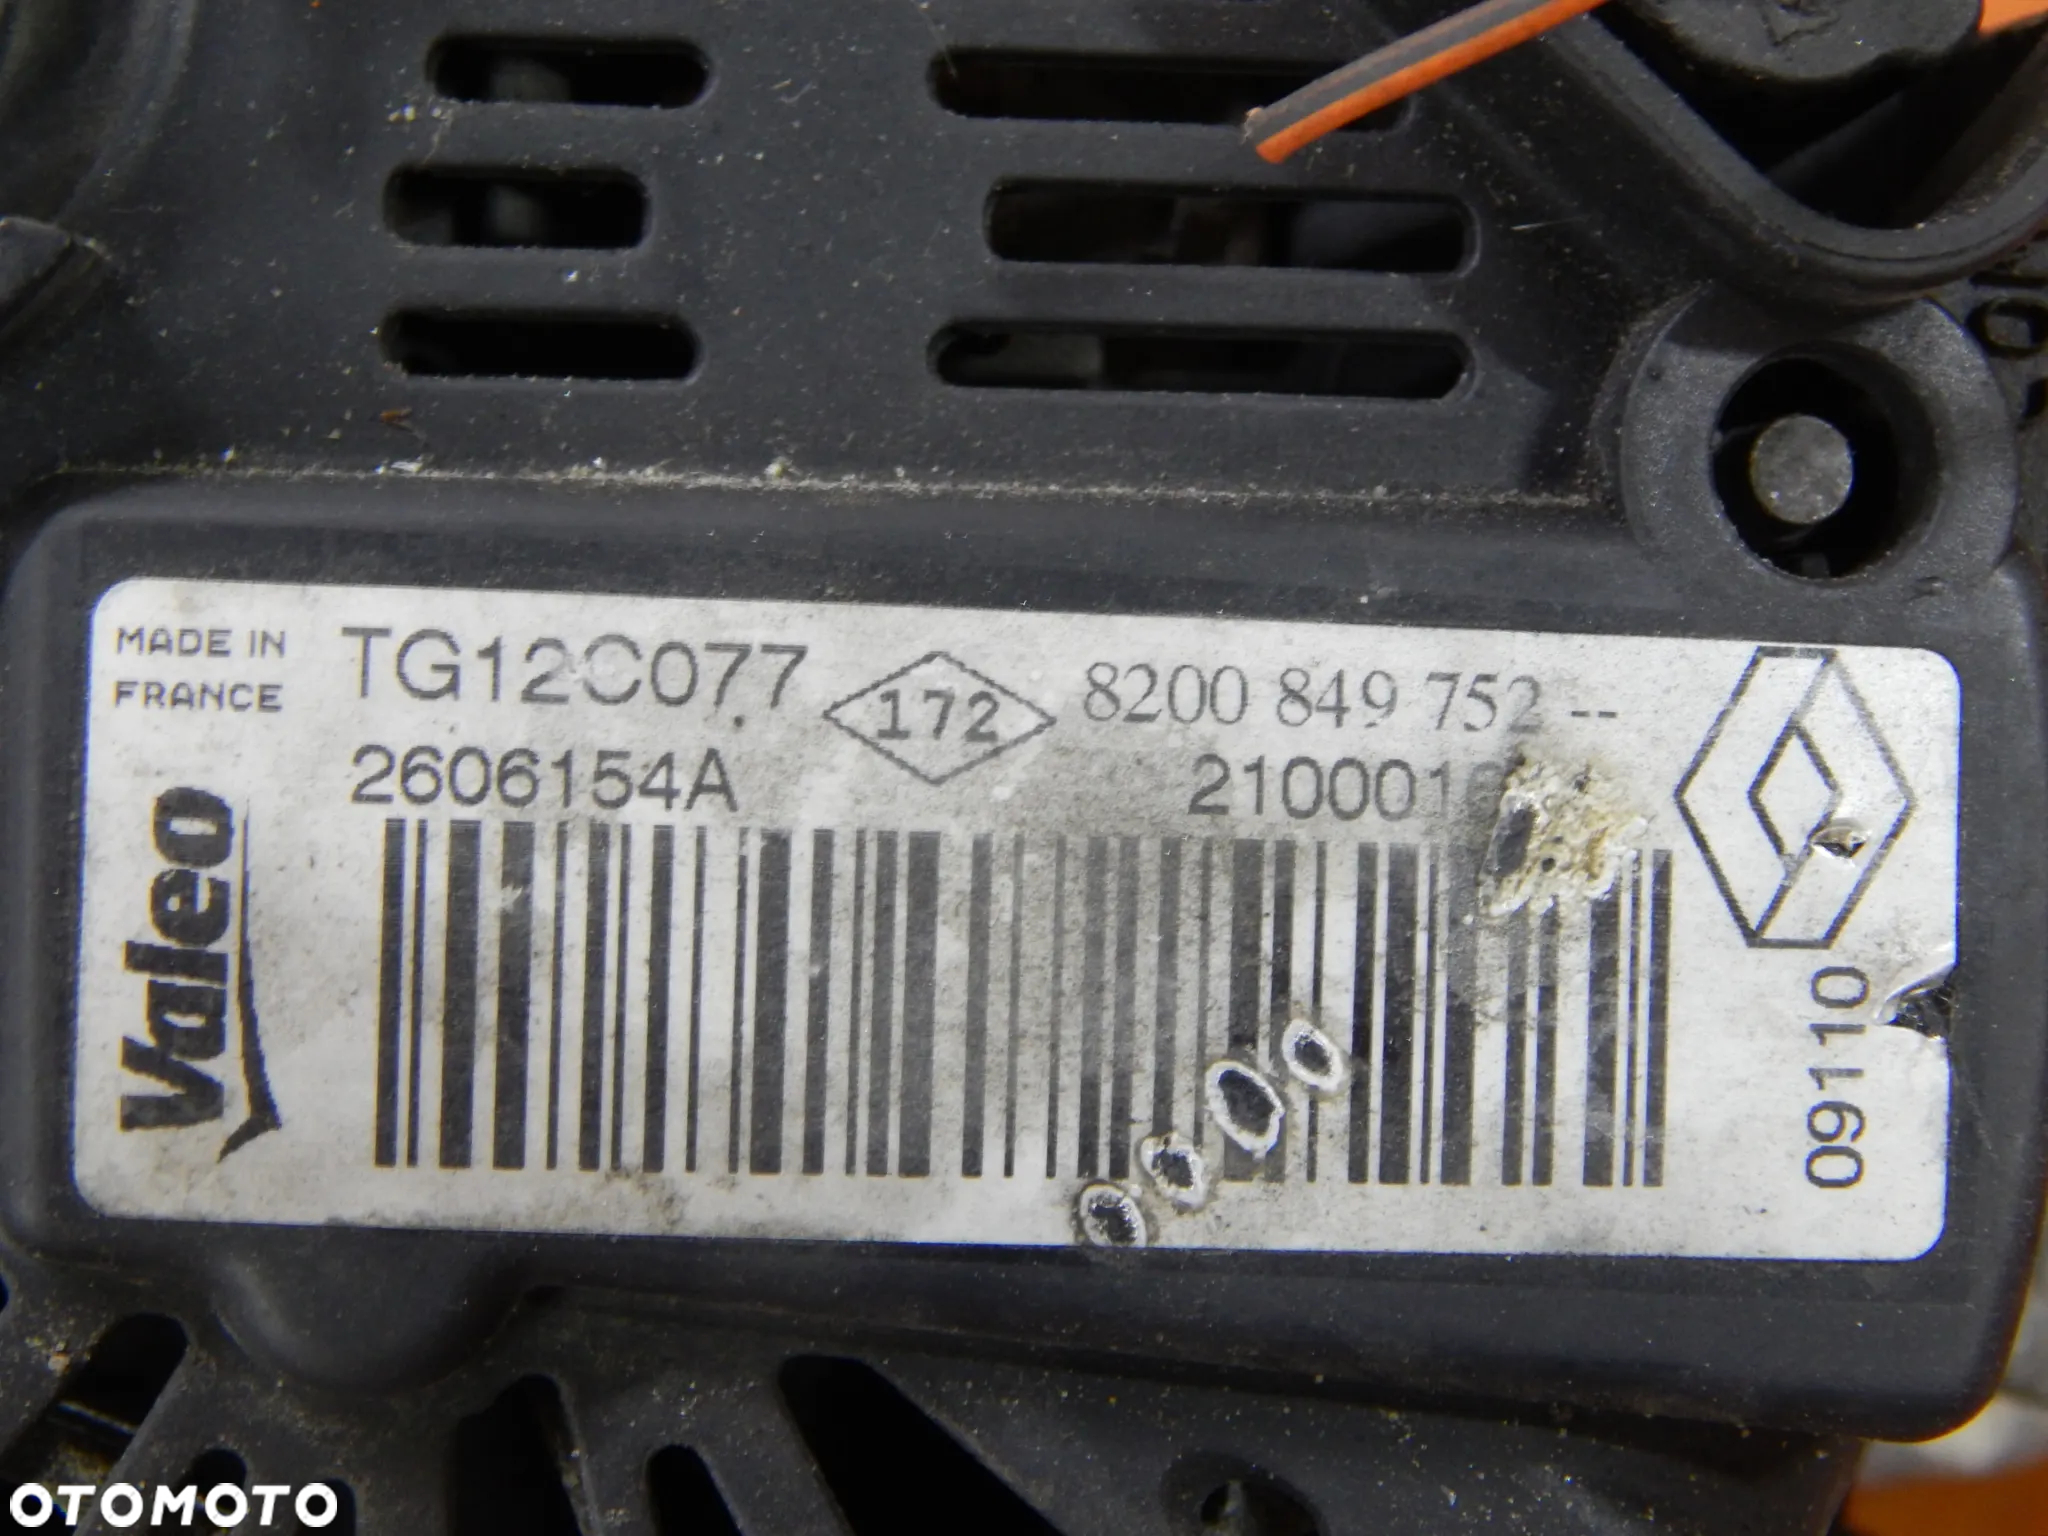 MADE IN
FRANCE
TG12C077
172
8200 849 752 --
2606154A
Valeo
09110
OTOMOTO